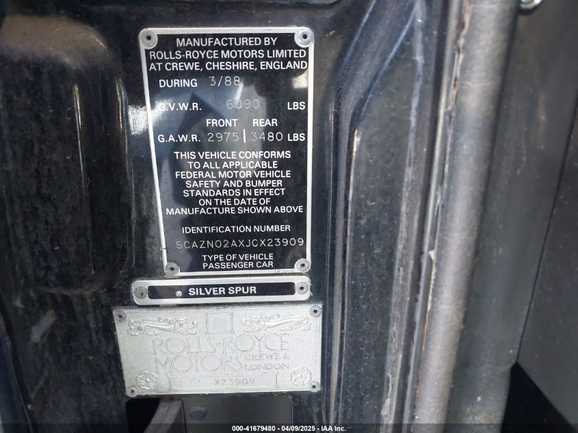 MANUFACTURED BY
ROLLS-ROYCE MOTORS LIMITED
AT CREWE, CHESHIRE, ENGLAND
DURING 3/88
G.V.W.R. 6090 LBS
FRONT REAR
G.A.W.R. 2975 3480 LBS
THIS VEHICLE CONFORMS
TO ALL APPLICABLE
FEDERAL MOTOR VEHICLE
SAFETY AND BUMPER
STANDARDS IN EFFECT
ON THE DATE OF
MANUFACTURE SHOWN ABOVE
IDENTIFICATION NUMBER
SCAZN02AXJCX23909
TYPE OF VEHICLE
PASSENGER CAR
SILVER SPUR
ROLLS-ROYCE
MOTORS CREWE &
LONDON
X23909
000-41679480 - 04/09/2025 - IAA Inc.